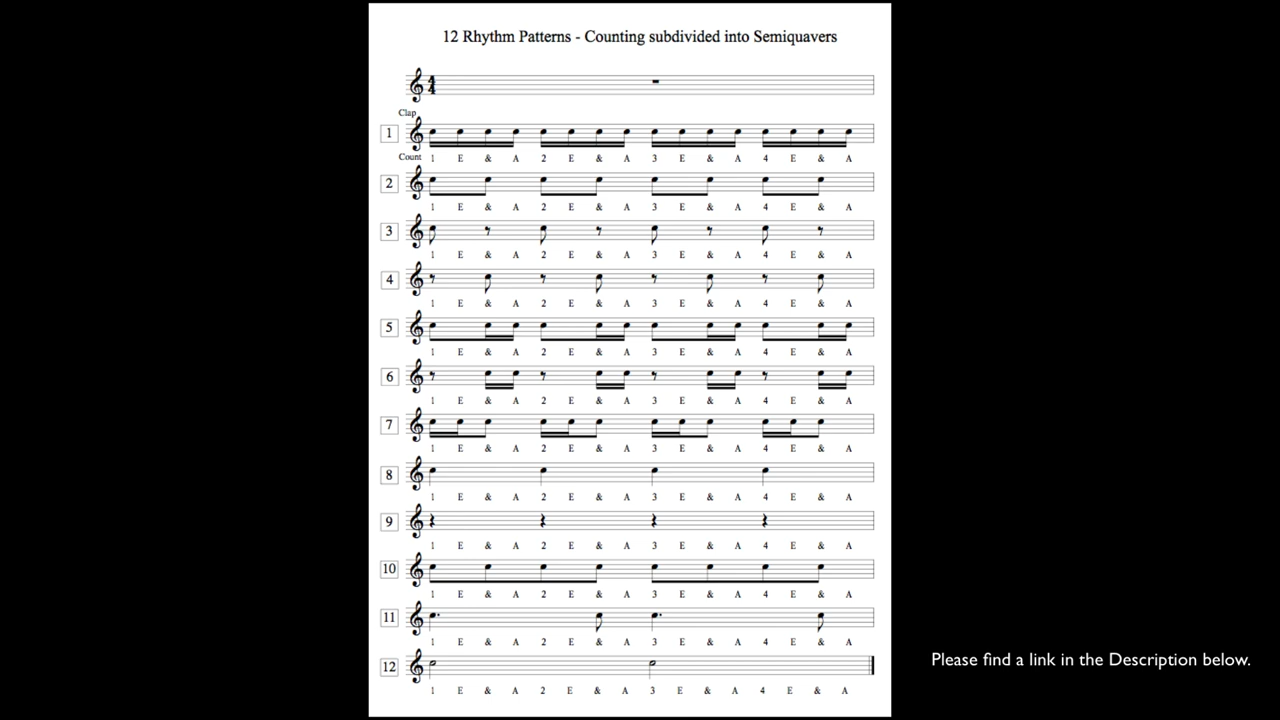 12 Rhythm Patterns - Counting subdivided into Semiquavers
4
4
Clap
1
Count 1 E & A 2 E & A 3 E & A 4 E & A
2
1 E & A 2 E & A 3 E & A 4 E & A
3
1 E & A 2 E & A 3 E & A 4 E & A
4
1 E & A 2 E & A 3 E & A 4 E & A
5
1 E & A 2 E & A 3 E & A 4 E & A
6
1 E & A 2 E & A 3 E & A 4 E & A
7
1 E & A 2 E & A 3 E & A 4 E & A
8
1 E & A 2 E & A 3 E & A 4 E & A
9
1 E & A 2 E & A 3 E & A 4 E & A
10
1 E & A 2 E & A 3 E & A 4 E & A
11
1 E & A 2 E & A 3 E & A 4 E & A
12
1 E & A 2 E & A 3 E & A 4 E & A
Please find a link in the Description below.